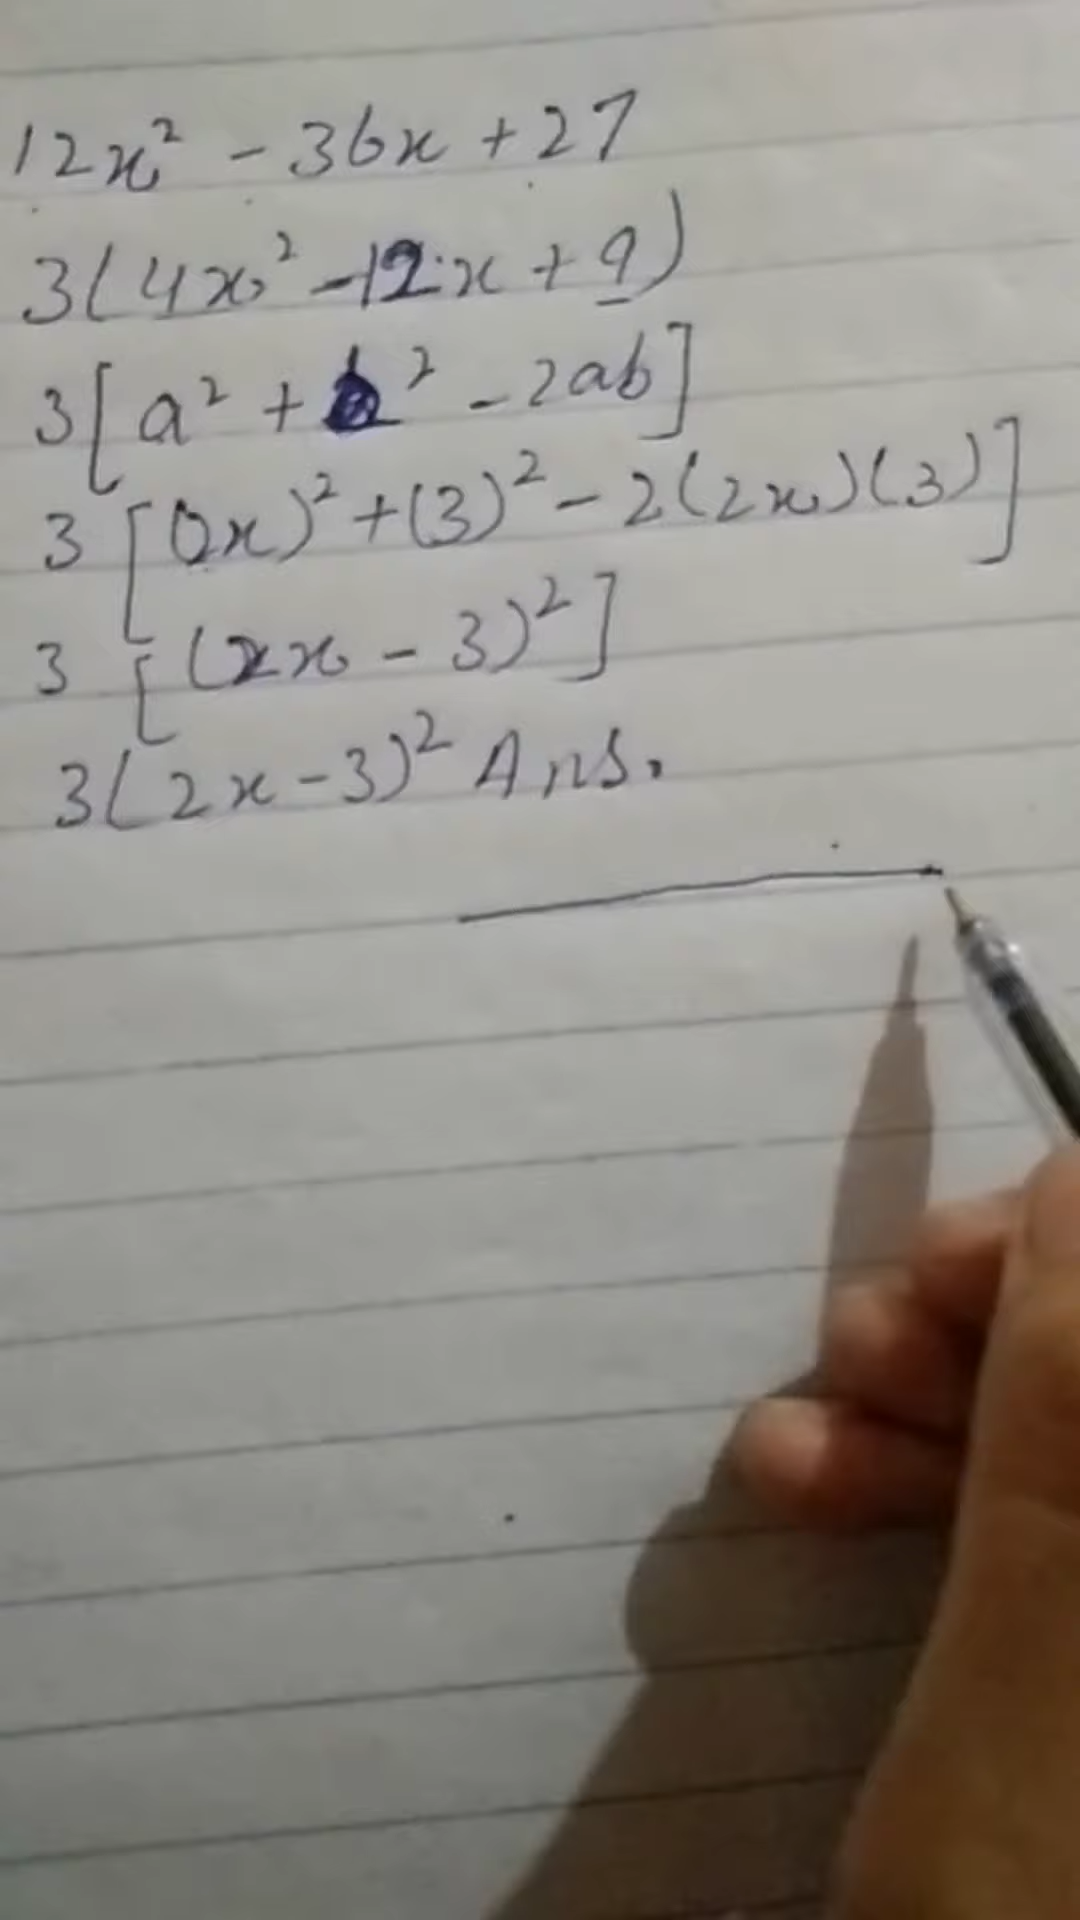 12x² - 36x + 27
3(4x² - 12x + 9)
3[a² + b² - 2ab]
3[(2x)² + (3)² - 2(2x)(3)]
3[(2x - 3)²]
3(2x - 3)² Ans.